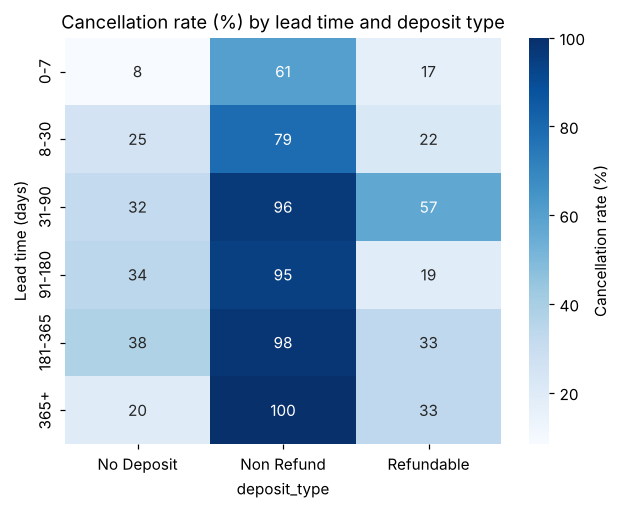 Cancellation rate (%) by lead time and deposit type
Lead time (days)
0-7
8 61 17
8-30
25 79 22
31-90
32 96 57
91-180
34 95 19
181-365
38 98 33
365+
20 100 33
No Deposit Non Refund Refundable
deposit_type
100
80
60
40
20
Cancellation rate (%)